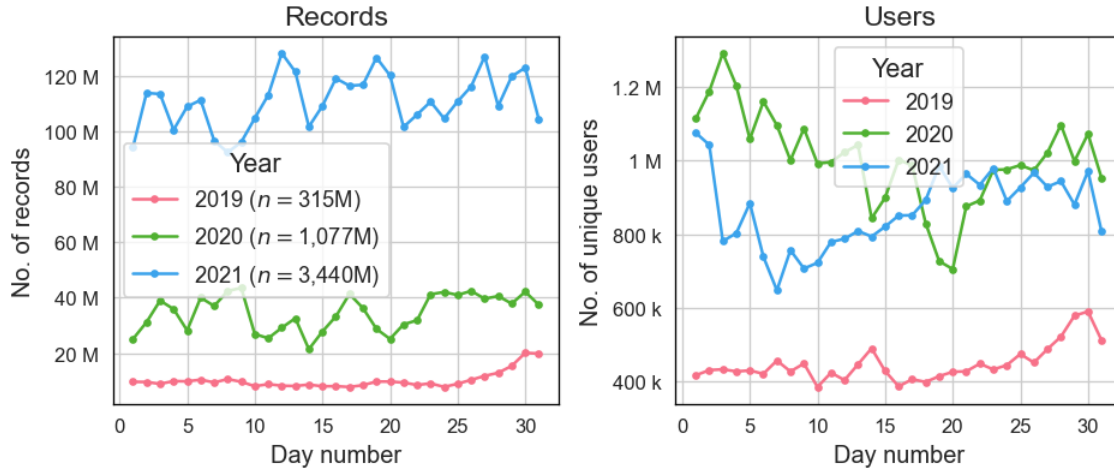 Records
No. of records
120 M
100 M
80 M
60 M
40 M
20 M
Year
2019 (n = 315M)
2020 (n = 1,077M)
2021 (n = 3,440M)
0 5 10 15 20 25 30
Day number
Users
No. of unique users
1.2 M
1 M
800 k
600 k
400 k
Year
2019
2020
2021
0 5 10 15 20 25 30
Day number